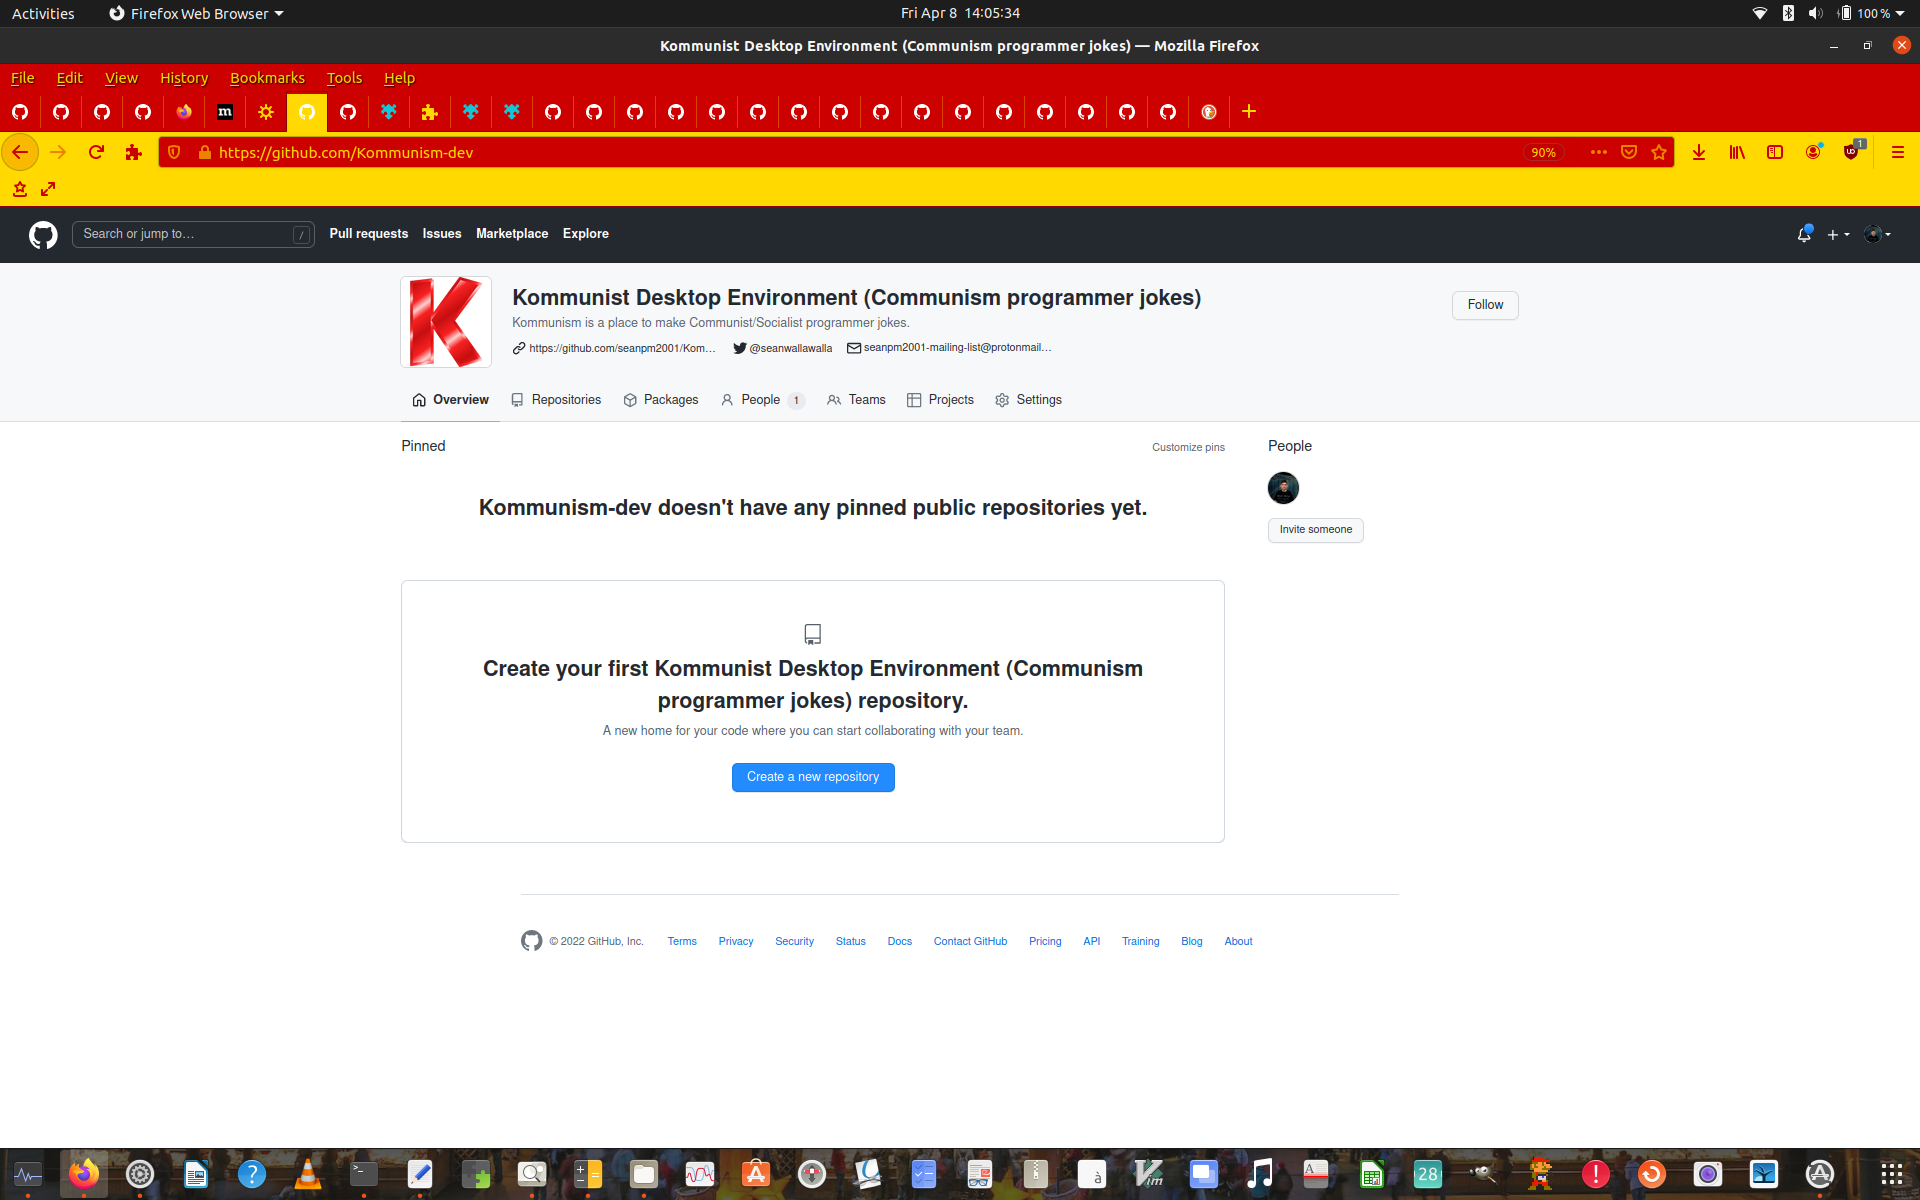 Activities Firefox Web Browser Fri Apr 8 14:05:34 100 %
Kommunist Desktop Environment (Communism programmer jokes) — Mozilla Firefox
File Edit View History Bookmarks Tools Help
m
https://github.com/Kommunism-dev 90% 1
Search or jump to… / Pull requests Issues Marketplace Explore
K
Kommunist Desktop Environment (Communism programmer jokes)
Follow
Kommunism is a place to make Communist/Socialist programmer jokes.
https://github.com/seanpm2001/Kom… @seanwallawalla seanpm2001-mailing-list@protonmail…
Overview Repositories Packages People 1 Teams Projects Settings
Pinned Customize pins People
Kommunism-dev doesn't have any pinned public repositories yet.
Invite someone
Create your first Kommunist Desktop Environment (Communism
programmer jokes) repository.
A new home for your code where you can start collaborating with your team.
Create a new repository
© 2022 GitHub, Inc. Terms Privacy Security Status Docs Contact GitHub Pricing API Training Blog About
? >_ à Vim A 28 !